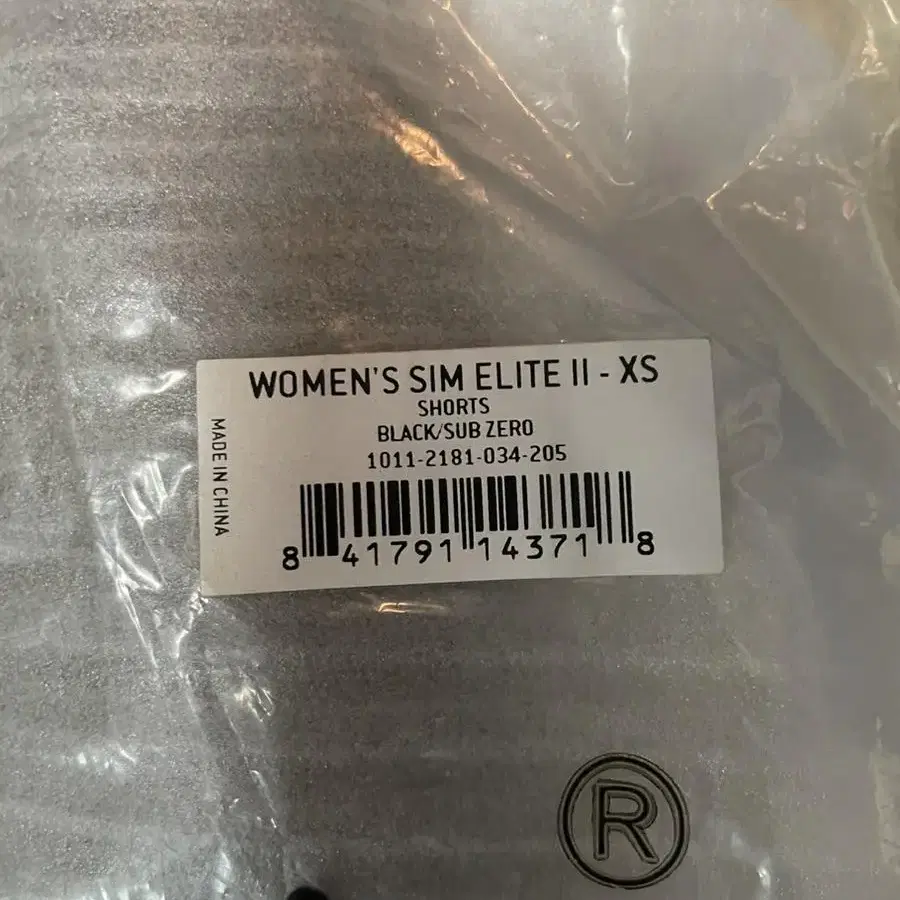 WOMEN'S SIM ELITE II - XS
SHORTS
BLACK/SUB ZERO
1011-2181-034-205
MADE IN CHINA
8 41791 14371 8
®